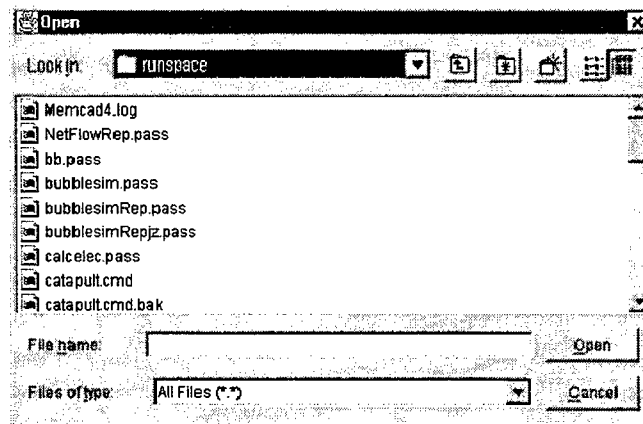 Open
Look in: runspace
Memcad4.log
NetFlowRep.pass
bb.pass
bubblesim.pass
bubblesimRep.pass
bubblesimRepjz.pass
calcelec.pass
catapult.cmd
catapult.cmd.bak
File name: Open
Files of type: All Files (*.*) Cancel